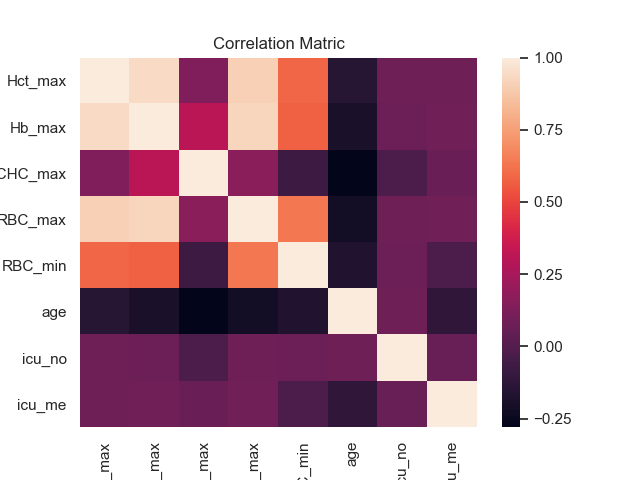 Correlation Matric
Hct_max
Hb_max
CHC_max
RBC_max
RBC_min
age
icu_no
icu_me
1.00
0.75
0.50
0.25
0.00
−0.25
_max
_max
_max
_max
C_min
age
cu_no
u_me